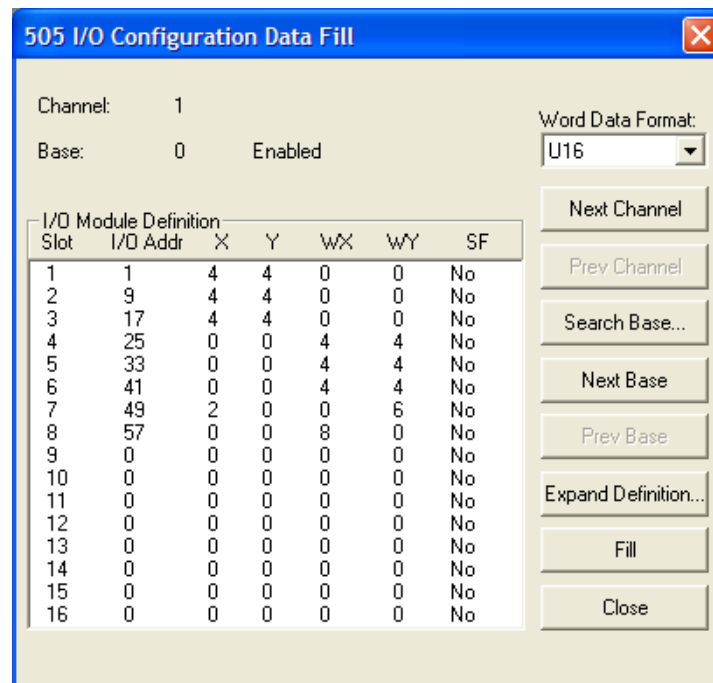 505 I/O Configuration Data Fill
Channel: 1
Base: 0 Enabled
Word Data Format:
U16
I/O Module Definition
Slot I/O Addr X Y WX WY SF
1 1 4 4 0 0 No
2 9 4 4 0 0 No
3 17 4 4 0 0 No
4 25 0 0 4 4 No
5 33 0 0 4 4 No
6 41 0 0 4 4 No
7 49 2 0 0 6 No
8 57 0 0 8 0 No
9 0 0 0 0 0 No
10 0 0 0 0 0 No
11 0 0 0 0 0 No
12 0 0 0 0 0 No
13 0 0 0 0 0 No
14 0 0 0 0 0 No
15 0 0 0 0 0 No
16 0 0 0 0 0 No
Next Channel
Prev Channel
Search Base...
Next Base
Prev Base
Expand Definition...
Fill
Close